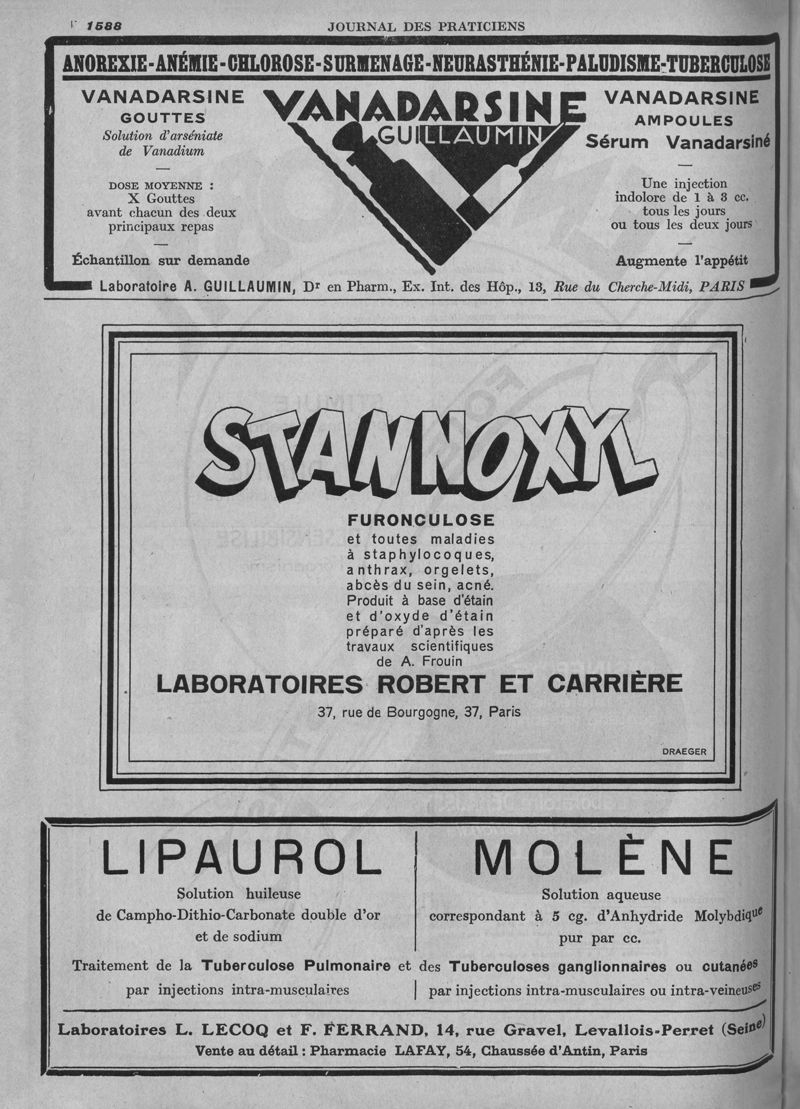 1588
JOURNAL DES PRATICIENS
ANOREXIE-ANÉMIE-CHLOROSE-SURMENAGE-NEURASTHÉNIE-PALUDISME-TUBERCULOSE
VANADARSINE
GOUTTES
Solution d'arséniate
de Vanadium
DOSE MOYENNE :
X Gouttes
avant chacun des deux
principaux repas
Échantillon sur demande
VANADARSINE
GUILLAUMIN
VANADARSINE
AMPOULES
Sérum Vanadarsiné
Une injection
indolore de 1 à 3 cc.
tous les jours
ou tous les deux jours
Augmente l'appétit
Laboratoire A. GUILLAUMIN, Dr en Pharm., Ex. Int. des Hôp., 13, Rue du Cherche-Midi, PARIS
STANNOXYL
FURONCULOSE
et toutes maladies
à staphylocoques,
anthrax, orgelets,
abcès du sein, acné.
Produit à base d'étain
et d'oxyde d'étain
préparé d'après les
travaux scientifiques
de A. Frouin
LABORATOIRES ROBERT ET CARRIÈRE
37, rue de Bourgogne, 37, Paris
DRAEGER
LIPAUROL
Solution huileuse
de Campho-Dithio-Carbonate double d'or
et de sodium
MOLÈNE
Solution aqueuse
correspondant à 5 cg. d'Anhydride Molybdique
pur par cc.
Traitement de la Tuberculose Pulmonaire et des Tuberculoses ganglionnaires ou cutanées
par injections intra-musculaires
par injections intra-musculaires ou intra-veineuses
Laboratoires L. LECOQ et F. FERRAND, 14, rue Gravel, Levallois-Perret (Seine)
Vente au détail : Pharmacie LAFAY, 54, Chaussée d'Antin, Paris